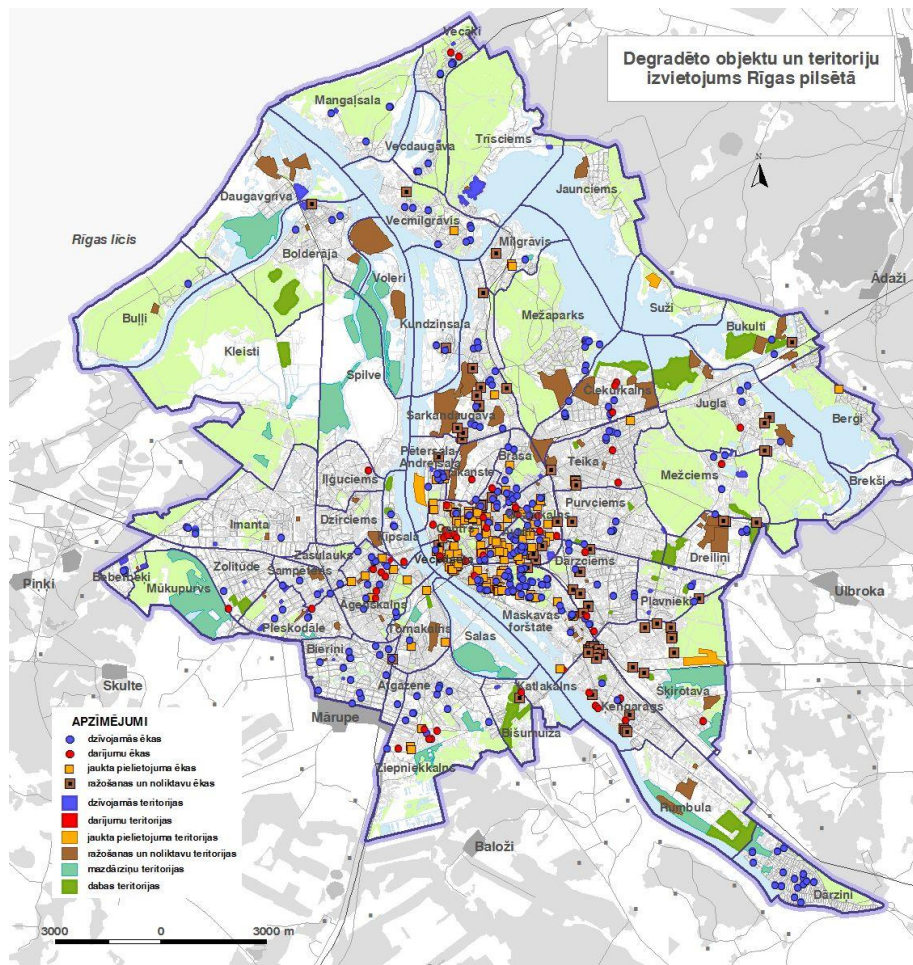 Degradēto objektu un teritoriju
izvietojums Rīgas pilsētā
Vecāķi
Mangaļsala
Vecdaugava
Trīsciems
Daugavgrīva
Jaunciems
N
Vecmīlgrāvis
Rīgas līcis
Bolderāja
Mīlgrāvis
Voleri
Ādaži
Suži
Buļļi
Kundziņsala
Mežaparks
Bukulti
Kleisti
Spilve
Čiekurkalns
Jugla
Sarkandaugava
Berģi
Pētersala-
Andrejsala
Brasa
Teika
Iļģuciems
Mežciems
Brekši
Purvciems
Dzirciems
Imanta
Ķīpsala
Centrs
Zasulauks
Dārzciems
Dreiliņi
Zolitūde
Piņķi
Beberbeķi
Mūkupurvs
Pļavnieki
Ulbroka
Āgenskalns
Maskavas
forštate
Pleskodāle
Torņakalns
Salas
Bieriņi
Skulte
Atgāzene
Katlakalns
Šķirotava
Mārupe
Ķengarags
Bišumuiža
Ziepniekkalns
Rumbula
Baloži
Dārziņi
APZĪMĒJUMI
dzīvojamās ēkas
darījumu ēkas
jaukta pielietojuma ēkas
ražošanas un noliktavu ēkas
dzīvojamās teritorijas
darījumu teritorijas
jaukta pielietojuma teritorijas
ražošanas un noliktavu teritorijas
mazdārziņu teritorijas
dabas teritorijas
3000 0 3000 m